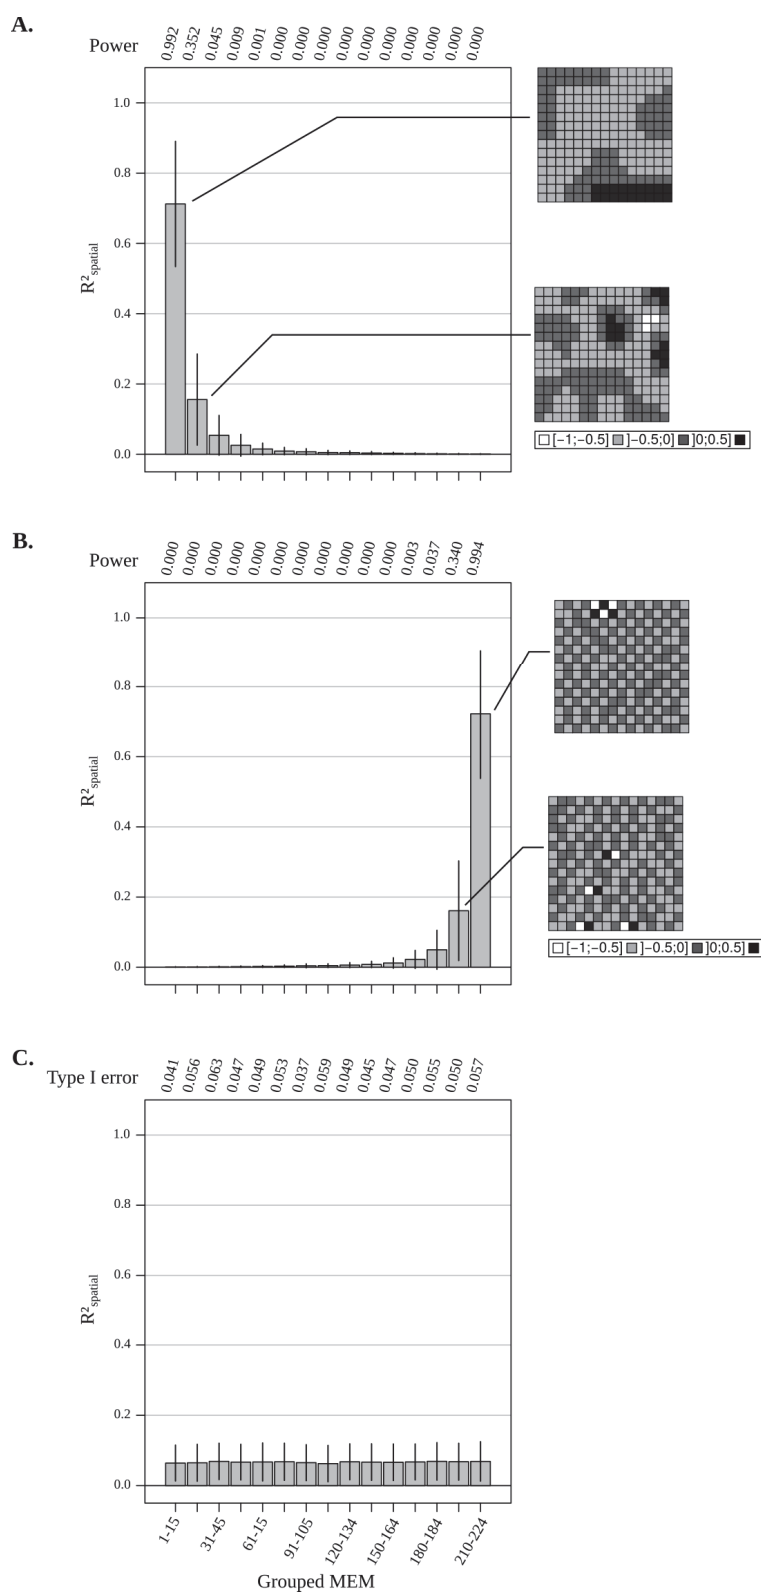 A.
Power 0.992 0.352 0.045 0.009 0.001 0.000 0.000 0.000 0.000 0.000 0.000 0.000 0.000 0.000 0.000
1.0
0.8
0.6
R²spatial
0.4
0.2
[−1;−0.5] ]−0.5;0] ]0;0.5]
0.0
B.
Power 0.000 0.000 0.000 0.000 0.000 0.000 0.000 0.000 0.000 0.000 0.000 0.003 0.037 0.340 0.994
1.0
0.8
0.6
R²spatial
0.4
0.2
[−1;−0.5] ]−0.5;0] ]0;0.5]
0.0
C.
Type I error 0.041 0.056 0.063 0.047 0.049 0.053 0.037 0.059 0.049 0.045 0.047 0.050 0.055 0.050 0.057
1.0
0.8
0.6
R²spatial
0.4
0.2
0.0
1-15 31-45 61-15 91-105 120-134 150-164 180-184 210-224
Grouped MEM